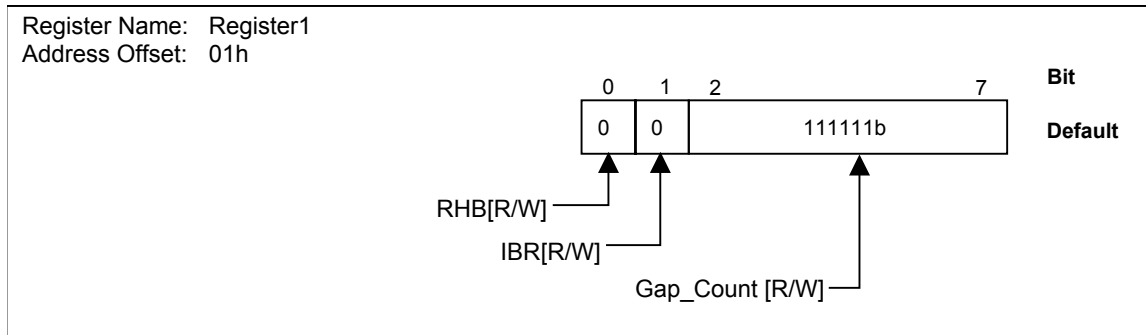 Register Name: Register1
Address Offset: 01h
0 1 2 7 Bit
0 0 111111b Default
RHB[R/W]
IBR[R/W]
Gap_Count [R/W]